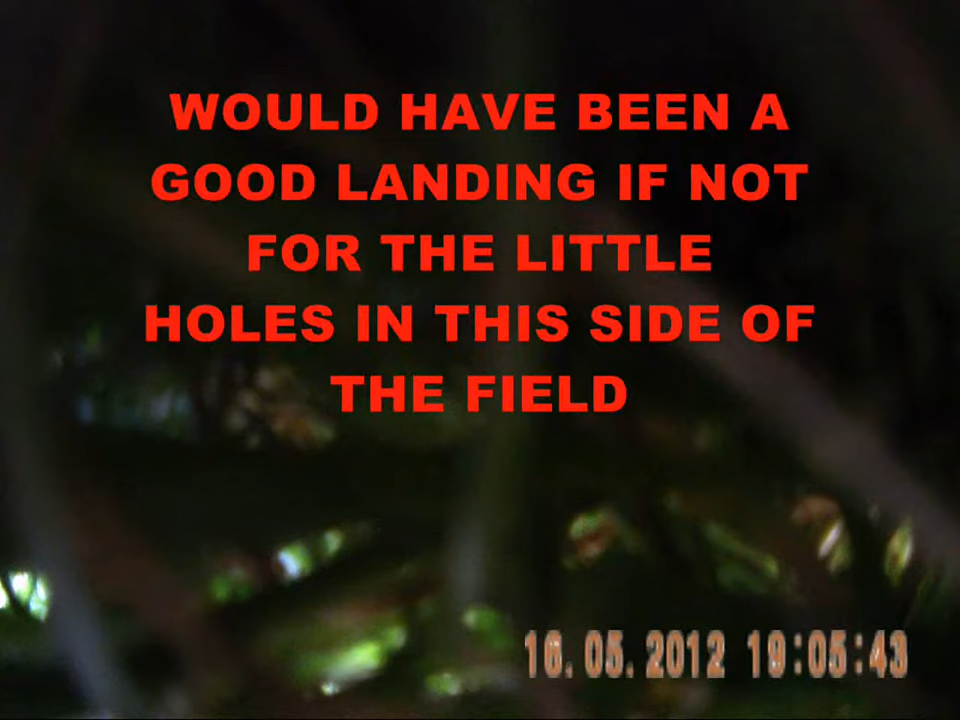 WOULD HAVE BEEN A
GOOD LANDING IF NOT
FOR THE LITTLE
HOLES IN THIS SIDE OF
THE FIELD
16.05.2012 19:05:43